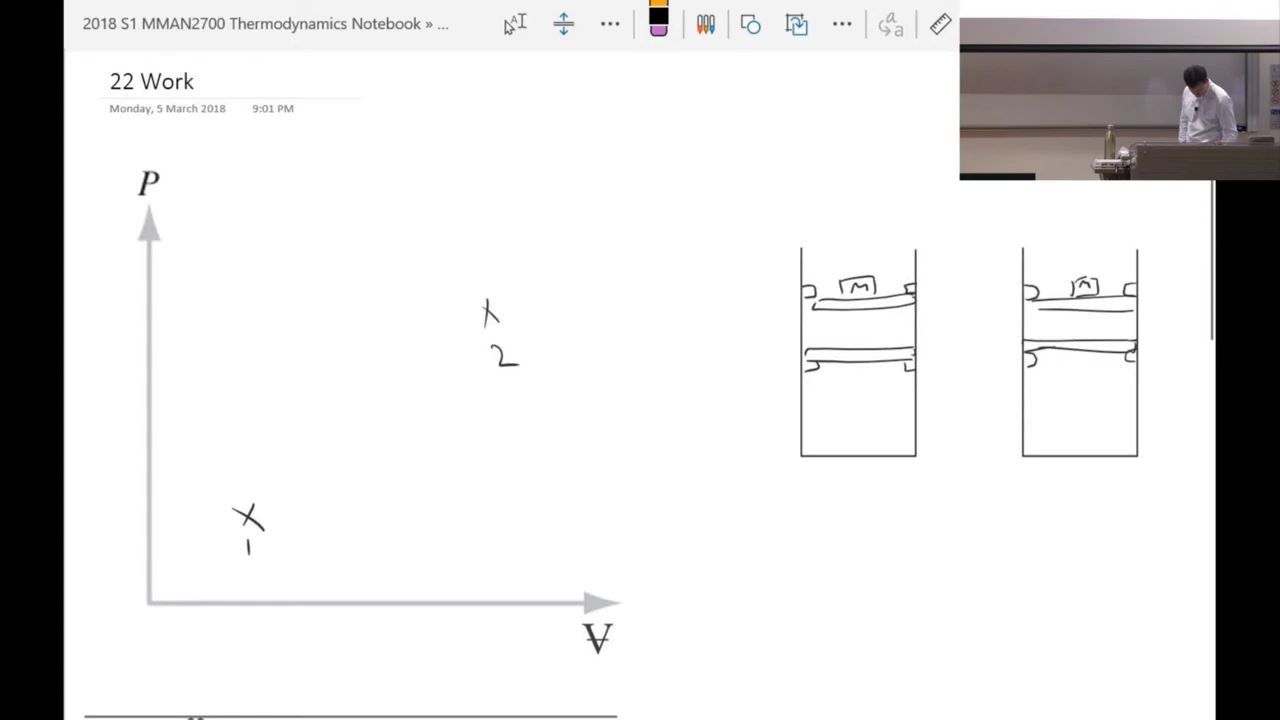 2018 S1 MMAN2700 Thermodynamics Notebook » ...
22 Work
Monday, 5 March 2018 9:01 PM
P
2
1
V
M
M